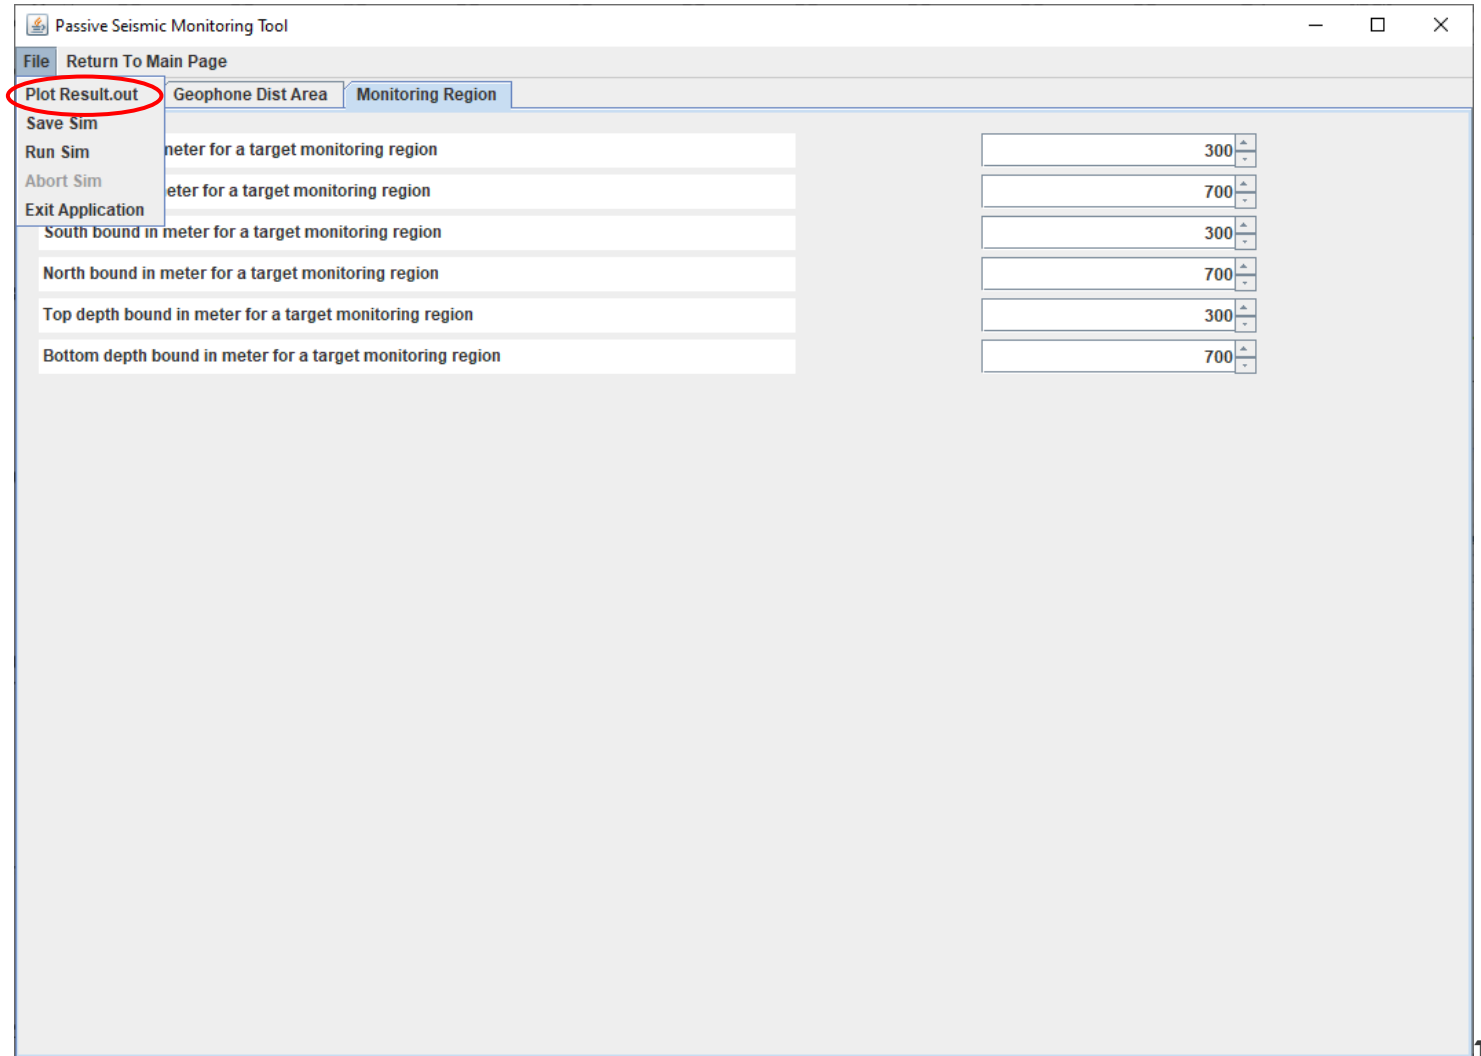 Passive Seismic Monitoring Tool
File Return To Main Page
Plot Result.out Geophone Dist Area Monitoring Region
Save Sim
Run Sim for a target monitoring region 300
Abort Sim for a target monitoring region 700
Exit Application
South bound in meter for a target monitoring region 300
North bound in meter for a target monitoring region 700
Top depth bound in meter for a target monitoring region 300
Bottom depth bound in meter for a target monitoring region 700